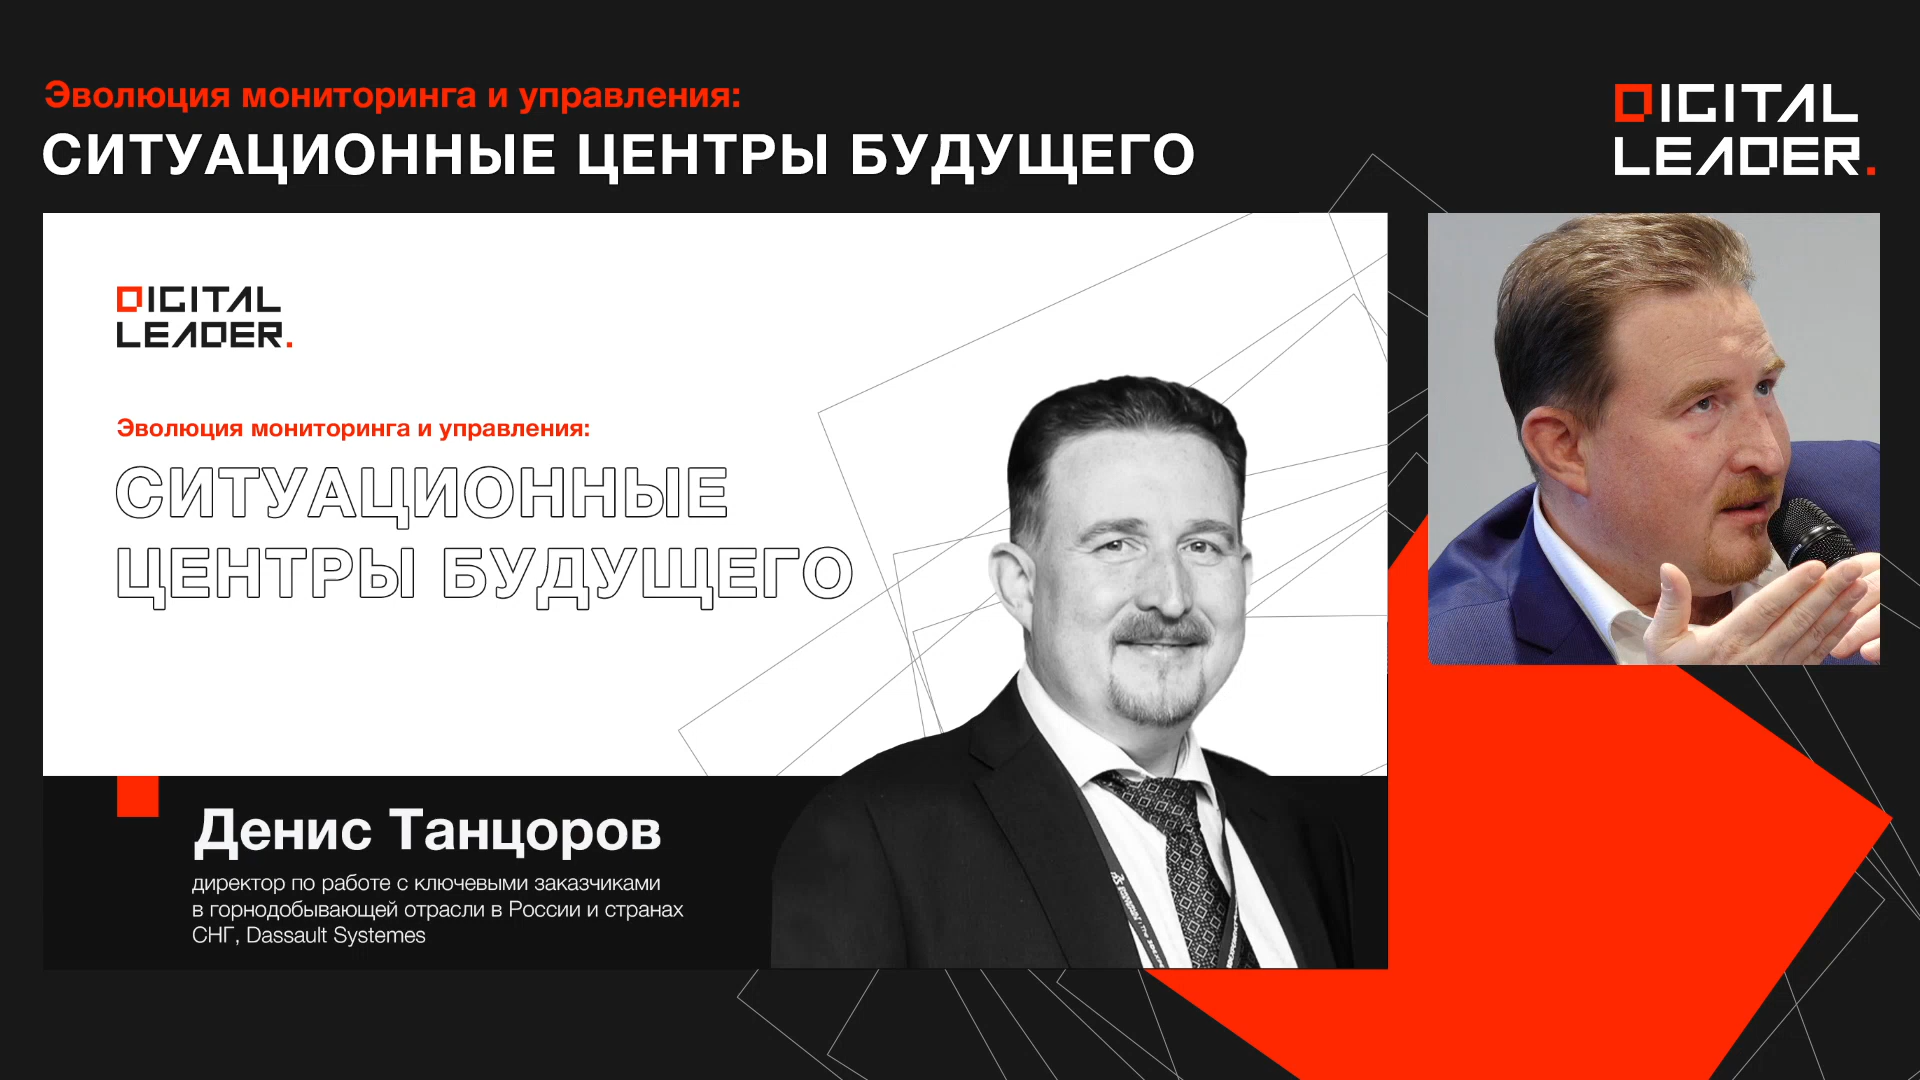 Эволюция мониторинга и управления:
СИТУАЦИОННЫЕ ЦЕНТРЫ БУДУЩЕГО
DIGITAL
LEADER.
DIGITAL
LEADER.
Эволюция мониторинга и управления:
СИТУАЦИОННЫЕ
ЦЕНТРЫ БУДУЩЕГО
Денис Танцоров
директор по работе с ключевыми заказчиками
в горнодобывающей отрасли в России и странах
СНГ, Dassault Systemes